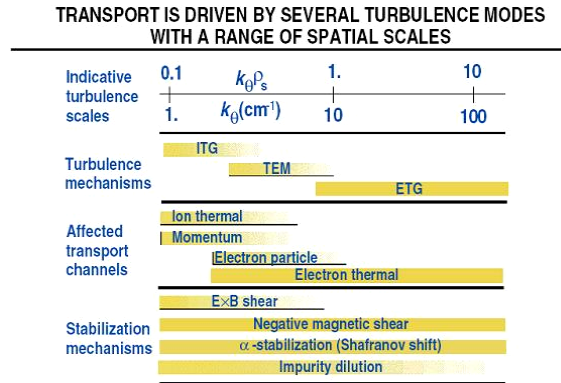 TRANSPORT IS DRIVEN BY SEVERAL TURBULENCE MODES
WITH A RANGE OF SPATIAL SCALES
Indicative
turbulence
scales
0.1 kθρs 1. 10
1. kθ(cm⁻¹) 10 100
Turbulence
mechanisms
ITG
TEM
ETG
Affected
transport
channels
Ion thermal
Momentum
Electron particle
Electron thermal
Stabilization
mechanisms
E×B shear
Negative magnetic shear
α-stabilization (Shafranov shift)
Impurity dilution